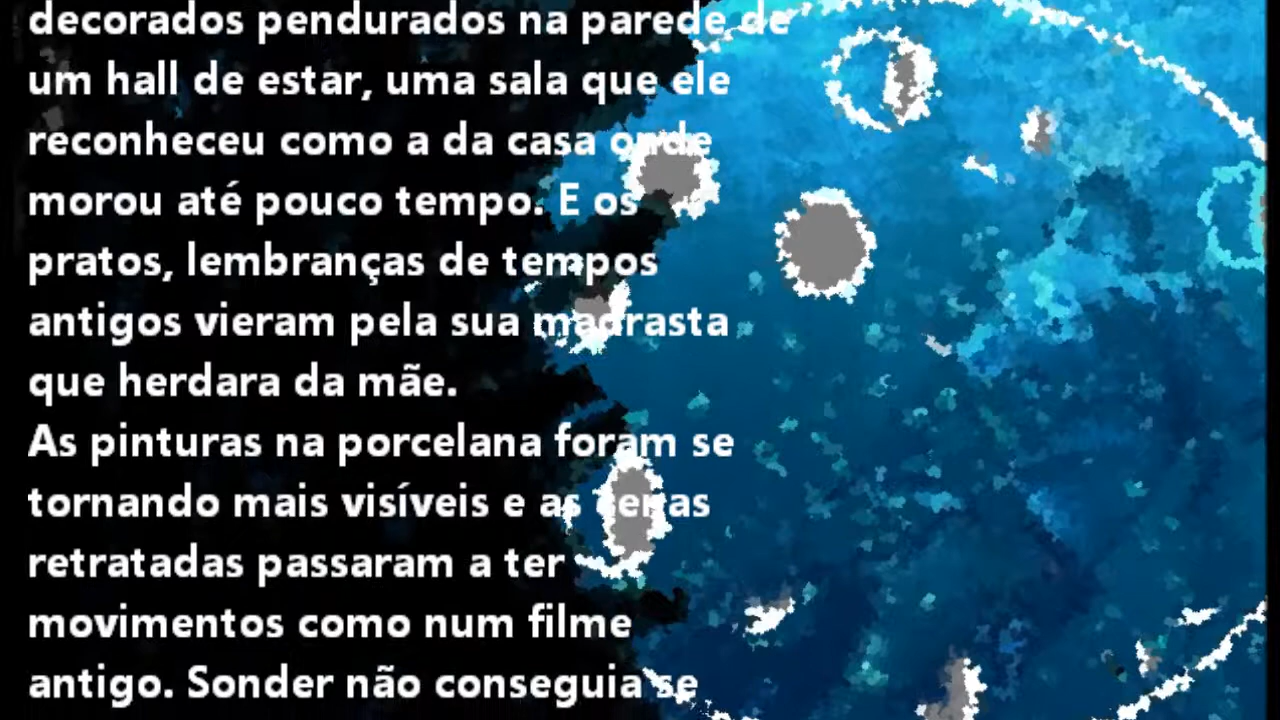 decorados pendurados na parede de
um hall de estar, uma sala que ele
reconheceu como a da casa onde
morou até pouco tempo. E os
pratos, lembranças de tempos
antigos vieram pela sua madrasta
que herdara da mãe.
As pinturas na porcelana foram se
tornando mais visíveis e as cenas
retratadas passaram a ter
movimentos como num filme
antigo. Sonder não conseguia se